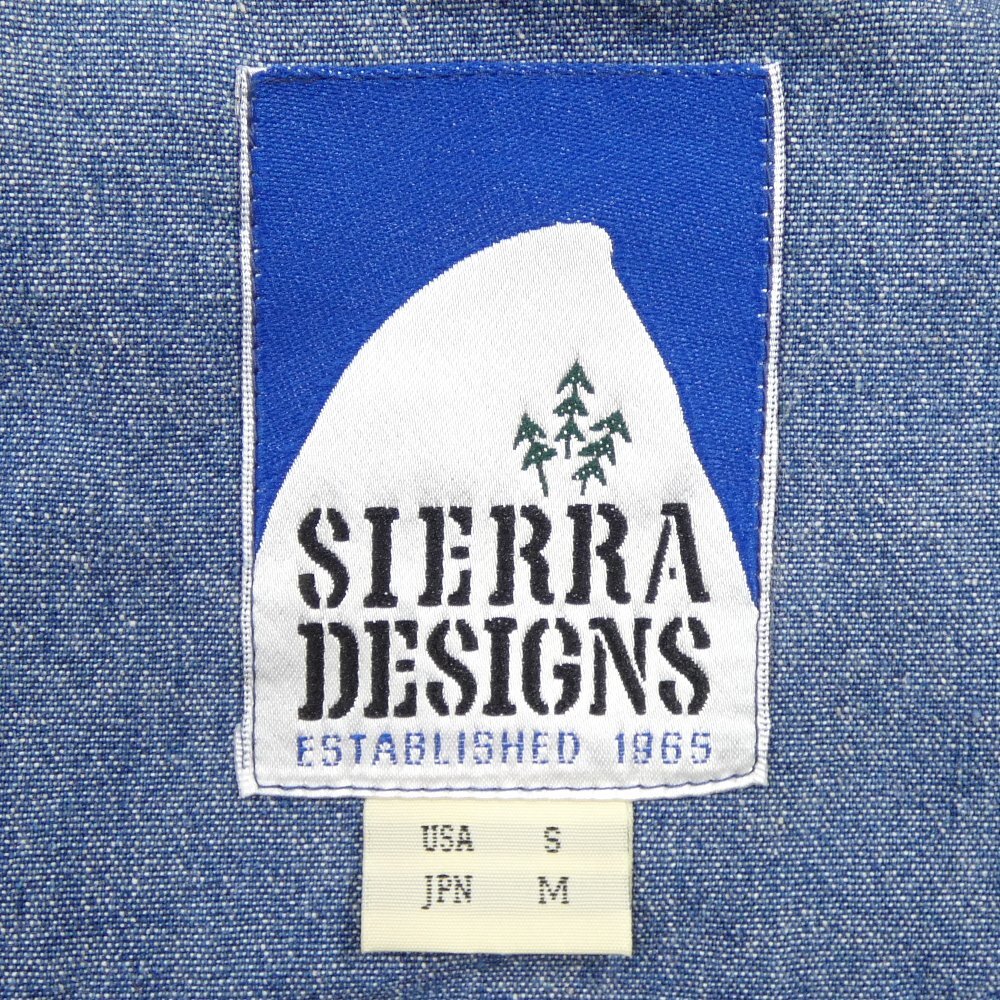 SIERRA
DESIGNS
ESTABLISHED 1965
USA S
JPN M